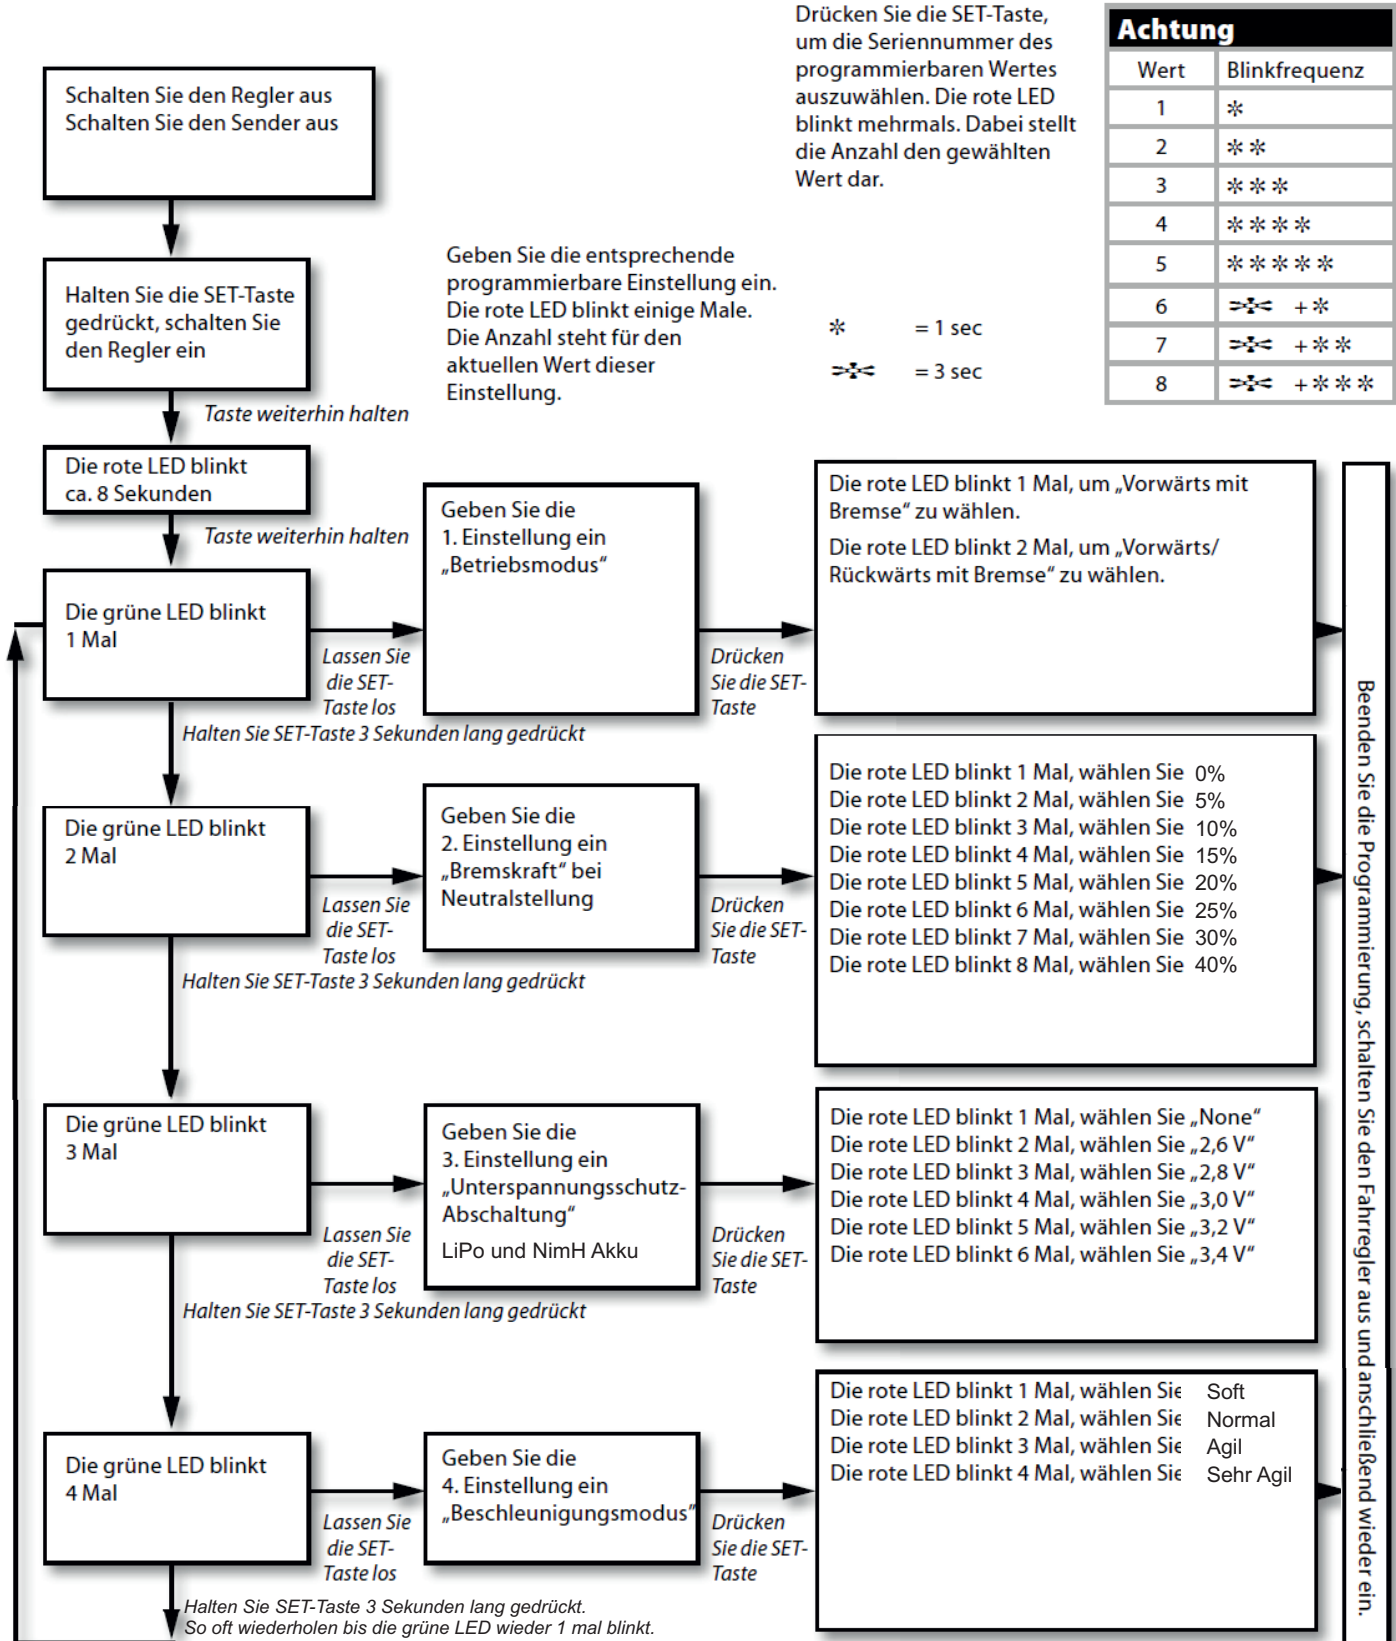 Drücken Sie die SET-Taste,
um die Seriennummer des
programmierbaren Wertes
auszuwählen. Die rote LED
blinkt mehrmals. Dabei stellt
die Anzahl den gewählten
Wert dar.
Achtung
Wert Blinkfrequenz
1 ✲
2 ✲✲
3 ✲✲✲
4 ✲✲✲✲
5 ✲✲✲✲✲
6 + ✲
7 + ✲✲
8 + ✲✲✲
Schalten Sie den Regler aus
Schalten Sie den Sender aus
Geben Sie die entsprechende
programmierbare Einstellung ein.
Die rote LED blinkt einige Male.
Die Anzahl steht für den
aktuellen Wert dieser
Einstellung.
✲ = 1 sec
= 3 sec
Halten Sie die SET-Taste
gedrückt, schalten Sie
den Regler ein
Taste weiterhin halten
Die rote LED blinkt
ca. 8 Sekunden
Taste weiterhin halten
Die grüne LED blinkt
1 Mal
Lassen Sie
die SET-
Taste los
Geben Sie die
1. Einstellung ein
„Betriebsmodus“
Drücken
Sie die SET-
Taste
Die rote LED blinkt 1 Mal, um „Vorwärts mit
Bremse“ zu wählen.
Die rote LED blinkt 2 Mal, um „Vorwärts/
Rückwärts mit Bremse“ zu wählen.
Halten Sie SET-Taste 3 Sekunden lang gedrückt
Die grüne LED blinkt
2 Mal
Lassen Sie
die SET-
Taste los
Geben Sie die
2. Einstellung ein
„Bremskraft“ bei
Neutralstellung
Drücken
Sie die SET-
Taste
Die rote LED blinkt 1 Mal, wählen Sie 0%
Die rote LED blinkt 2 Mal, wählen Sie 5%
Die rote LED blinkt 3 Mal, wählen Sie 10%
Die rote LED blinkt 4 Mal, wählen Sie 15%
Die rote LED blinkt 5 Mal, wählen Sie 20%
Die rote LED blinkt 6 Mal, wählen Sie 25%
Die rote LED blinkt 7 Mal, wählen Sie 30%
Die rote LED blinkt 8 Mal, wählen Sie 40%
Halten Sie SET-Taste 3 Sekunden lang gedrückt
Die grüne LED blinkt
3 Mal
Lassen Sie
die SET-
Taste los
Geben Sie die
3. Einstellung ein
„Unterspannungsschutz-
Abschaltung“
LiPo und NimH Akku
Drücken
Sie die SET-
Taste
Die rote LED blinkt 1 Mal, wählen Sie „None“
Die rote LED blinkt 2 Mal, wählen Sie „2,6 V“
Die rote LED blinkt 3 Mal, wählen Sie „2,8 V“
Die rote LED blinkt 4 Mal, wählen Sie „3,0 V“
Die rote LED blinkt 5 Mal, wählen Sie „3,2 V“
Die rote LED blinkt 6 Mal, wählen Sie „3,4 V“
Halten Sie SET-Taste 3 Sekunden lang gedrückt
Die grüne LED blinkt
4 Mal
Lassen Sie
die SET-
Taste los
Geben Sie die
4. Einstellung ein
„Beschleunigungsmodus“
Drücken
Sie die SET-
Taste
Die rote LED blinkt 1 Mal, wählen Sie Soft
Die rote LED blinkt 2 Mal, wählen Sie Normal
Die rote LED blinkt 3 Mal, wählen Sie Agil
Die rote LED blinkt 4 Mal, wählen Sie Sehr Agil
Halten Sie SET-Taste 3 Sekunden lang gedrückt.
So oft wiederholen bis die grüne LED wieder 1 mal blinkt.
Beenden Sie die Programmierung, schalten Sie den Fahrregler aus und anschließend wieder ein.